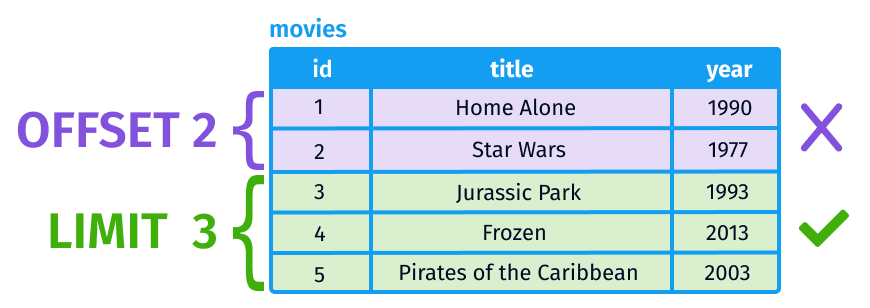 movies
id title year
OFFSET 2
1 Home Alone 1990
2 Star Wars 1977
LIMIT 3
3 Jurassic Park 1993
4 Frozen 2013
5 Pirates of the Caribbean 2003